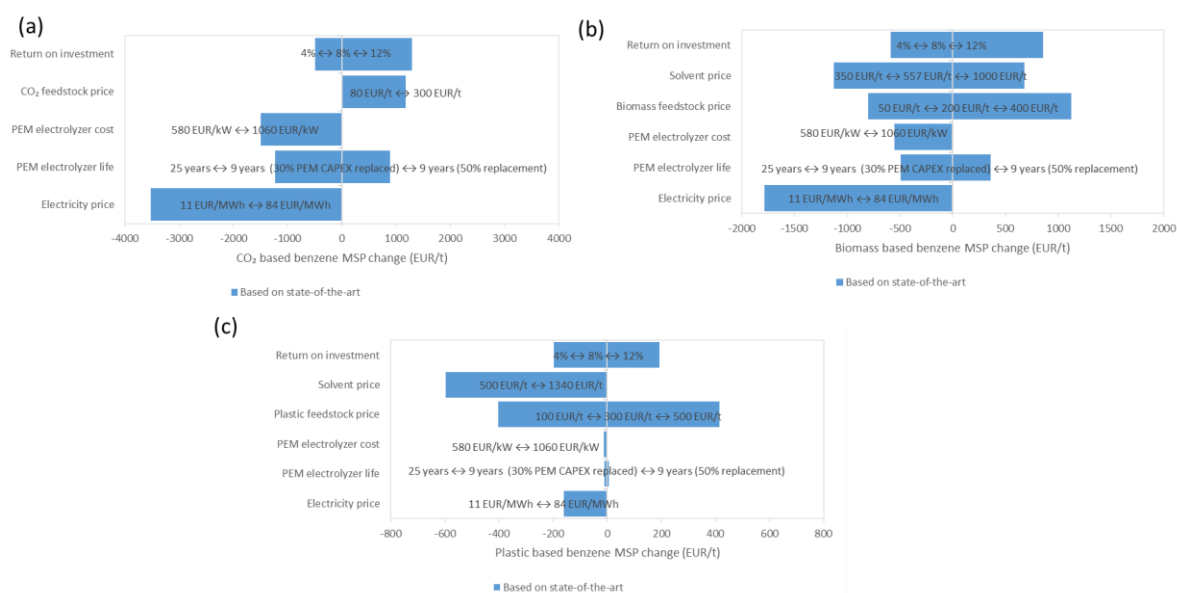 (a)
Return on investment
4% ↔ 8% ↔ 12%
CO₂ feedstock price
80 EUR/t ↔ 300 EUR/t
PEM electrolyzer cost
580 EUR/kW ↔ 1060 EUR/kW
PEM electrolyzer life
25 years ↔ 9 years (30% PEM CAPEX replaced) ↔ 9 years (50% replacement)
Electricity price
11 EUR/MWh ↔ 84 EUR/MWh
-4000 -3000 -2000 -1000 0 1000 2000 3000 4000
CO₂ based benzene MSP change (EUR/t)
Based on state-of-the-art
(b)
Return on investment
4% ↔ 8% ↔ 12%
Solvent price
350 EUR/t ↔ 557 EUR/t ↔ 1000 EUR/t
Biomass feedstock price
50 EUR/t ↔ 200 EUR/t ↔ 400 EUR/t
PEM electrolyzer cost
580 EUR/kW ↔ 1060 EUR/kW
PEM electrolyzer life
25 years ↔ 9 years (30% PEM CAPEX replaced) ↔ 9 years (50% replacement)
Electricity price
11 EUR/MWh ↔ 84 EUR/MWh
-2000 -1500 -1000 -500 0 500 1000 1500 2000
Biomass based benzene MSP change (EUR/t)
Based on state-of-the-art
(c)
Return on investment
4% ↔ 8% ↔ 12%
Solvent price
500 EUR/t ↔ 1340 EUR/t
Plastic feedstock price
100 EUR/t ↔ 300 EUR/t ↔ 500 EUR/t
PEM electrolyzer cost
580 EUR/kW ↔ 1060 EUR/kW
PEM electrolyzer life
25 years ↔ 9 years (30% PEM CAPEX replaced) ↔ 9 years (50% replacement)
Electricity price
11 EUR/MWh ↔ 84 EUR/MWh
-800 -600 -400 -200 0 200 400 600 800
Plastic based benzene MSP change (EUR/t)
Based on state-of-the-art